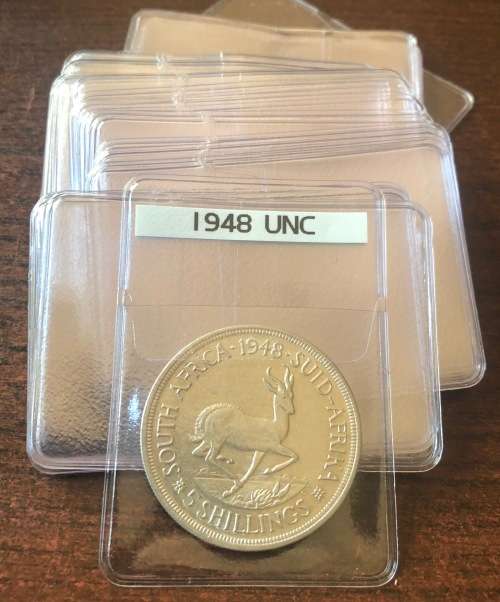 1948 UNC
SOUTH AFRICA · 1948 · SUID-AFRIKA
5 SHILLINGS